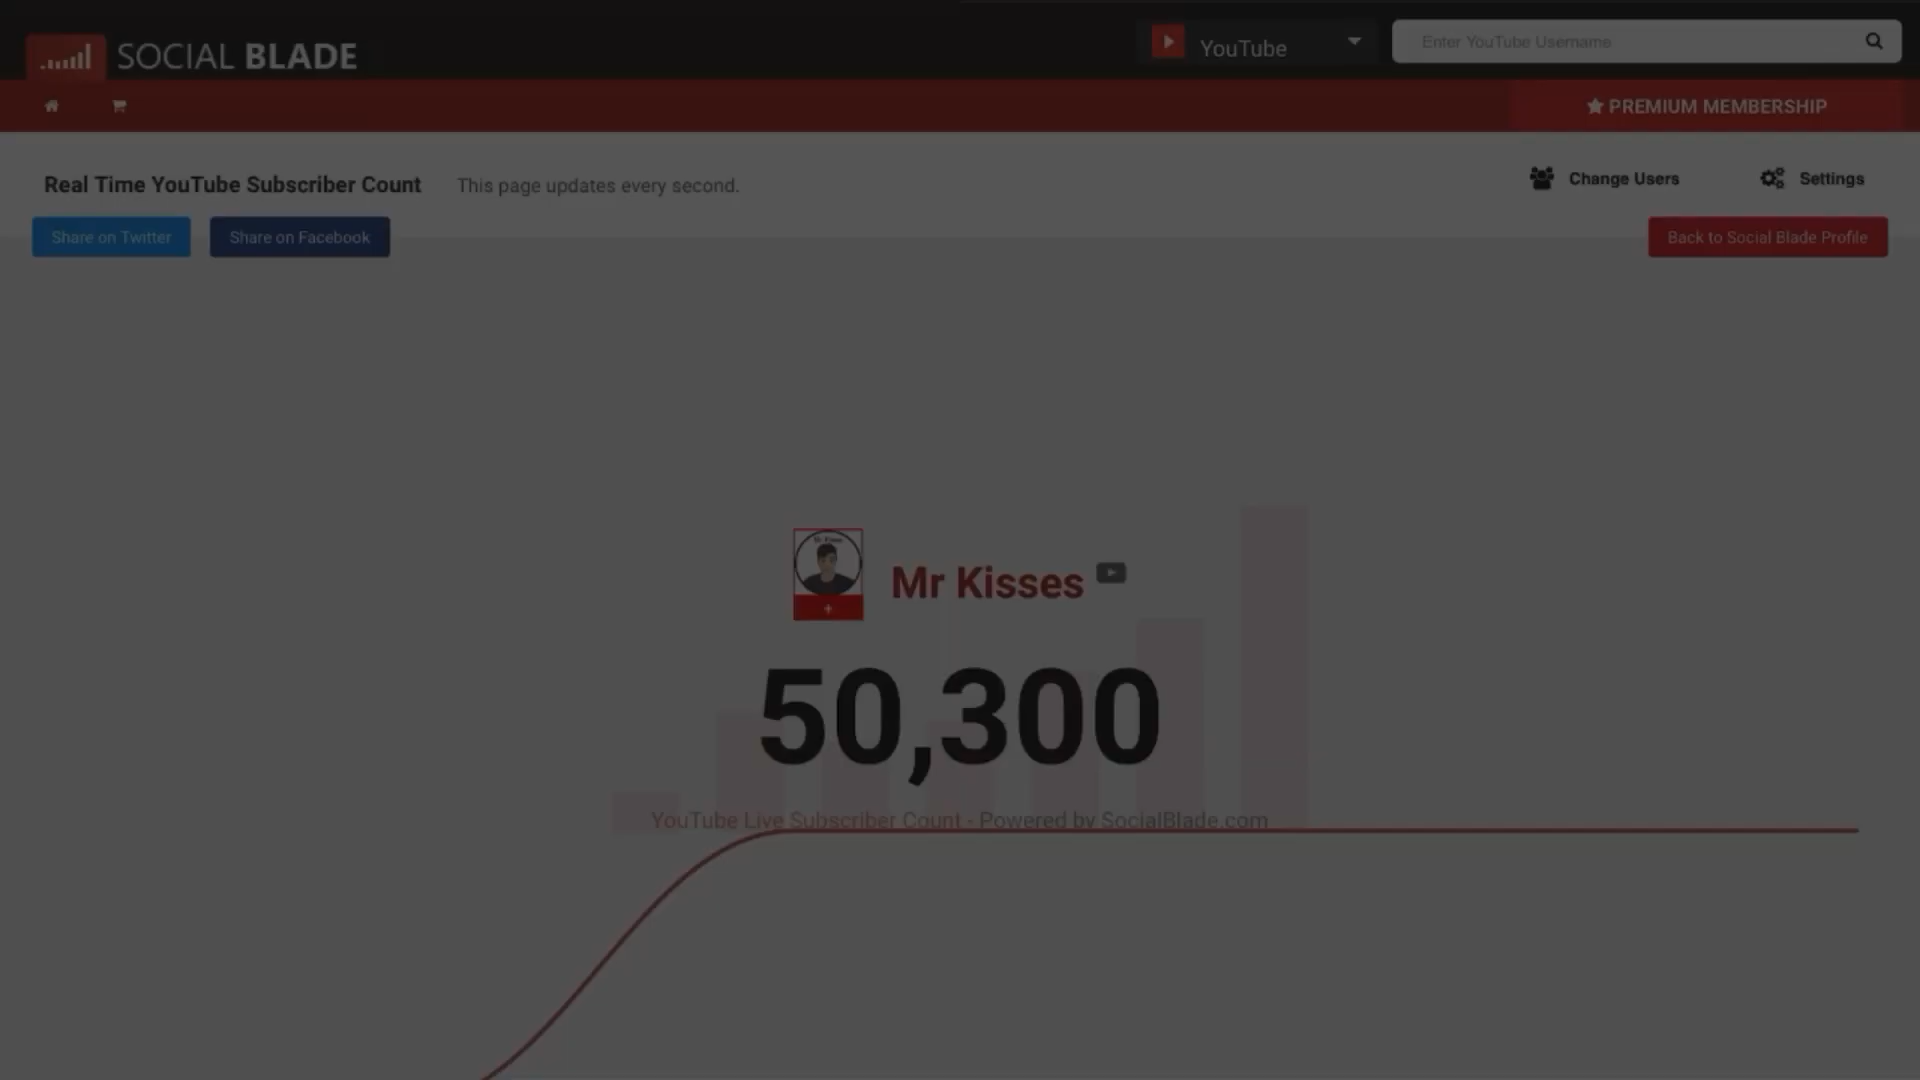 SOCIAL BLADE
YouTube
Enter YouTube Username
PREMIUM MEMBERSHIP
Real Time YouTube Subscriber Count
This page updates every second.
Change Users
Settings
Share on Twitter
Share on Facebook
Back to Social Blade Profile
Mr Kisses
+
50,300
YouTube Live Subscriber Count - Powered by SocialBlade.com